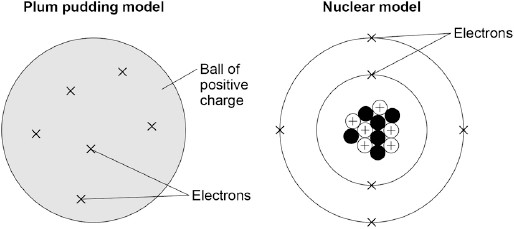 Plum pudding model
Ball of
positive
charge
Electrons
Nuclear model
Electrons